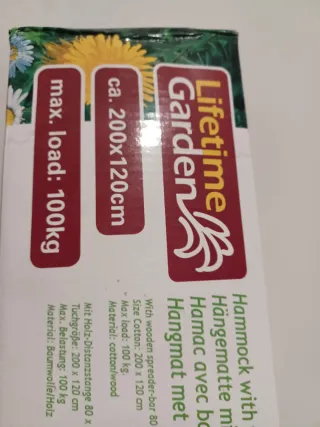 Lifetime
Garden
ca. 200x120cm
max. load: 100kg
Hammock with
Hängematte mi
Hamac avec ba
Hangmat met
- With wooden spreader-bar 80
Size Cotton: 200 x 120 cm
- Max load: 100 kg.
Material: cotton/wood
Mit Holz-Distanzstange 80 x
Tuchgröße: 200 x 120 cm
Max. Belastung: 100 kg
Material: Baumwolle/Holz